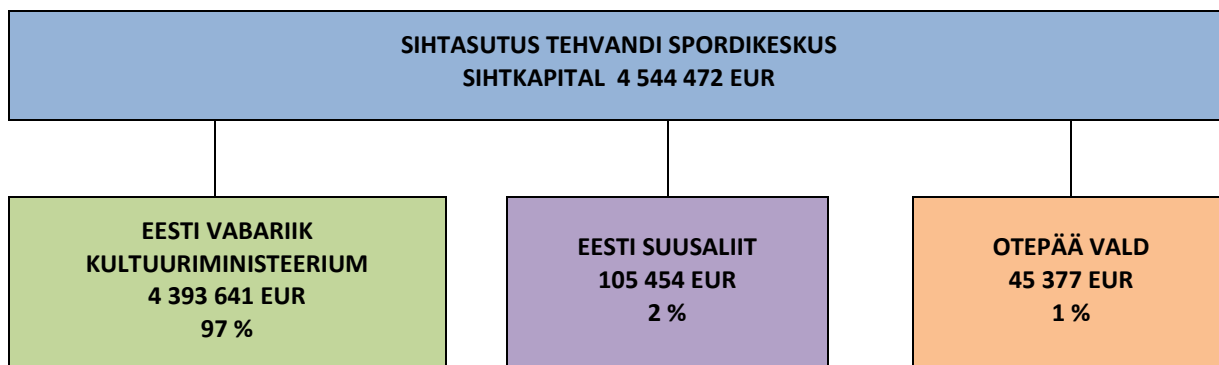 SIHTASUTUS TEHVANDI SPORDIKESKUS
SIHTKAPITAL 4 544 472 EUR
EESTI VABARIIK
KULTUURIMINISTEERIUM
4 393 641 EUR
97 %
EESTI SUUSALIIT
105 454 EUR
2 %
OTEPÄÄ VALD
45 377 EUR
1 %